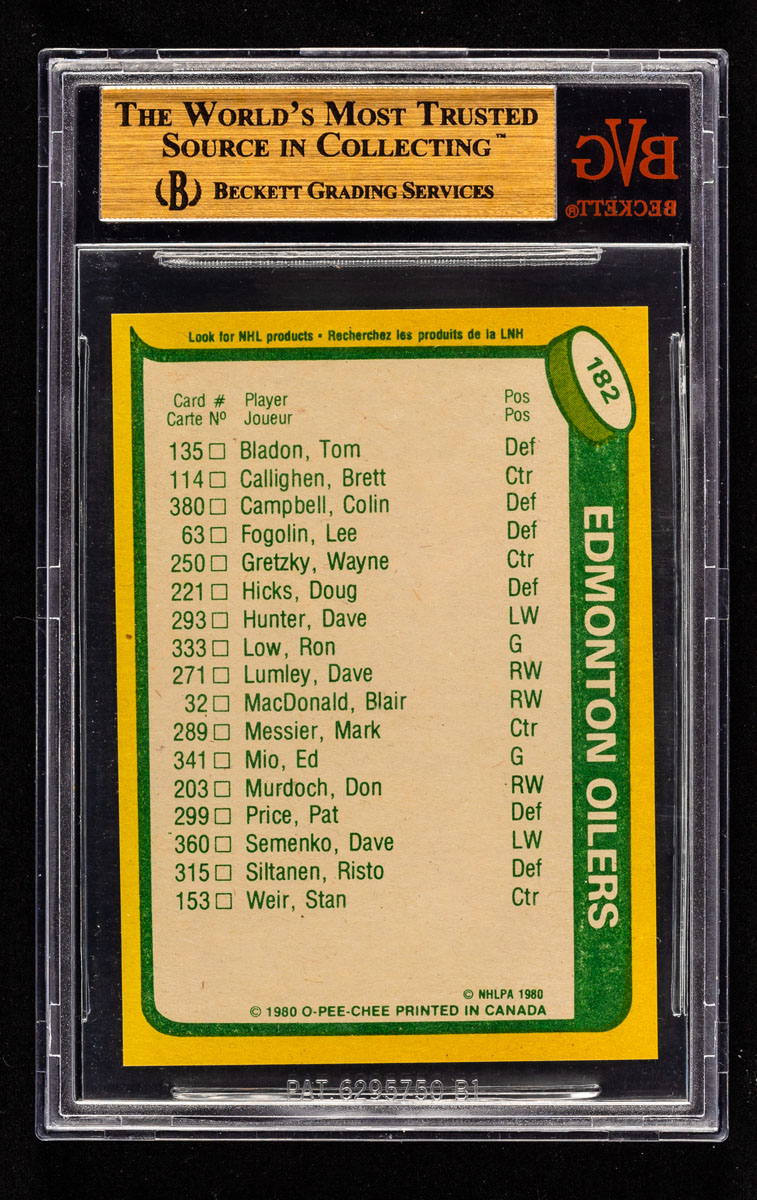 THE WORLD'S MOST TRUSTED
SOURCE IN COLLECTING™
(B) BECKETT GRADING SERVICES
BVG
BECKETT®
Look for NHL products • Recherchez les produits de la LNH
182
Card # Player Pos
Carte Nº Joueur Pos
135 □ Bladon, Tom Def
114 □ Callighen, Brett Ctr
380 □ Campbell, Colin Def
63 □ Fogolin, Lee Def
250 □ Gretzky, Wayne Ctr
221 □ Hicks, Doug Def
293 □ Hunter, Dave LW
333 □ Low, Ron G
271 □ Lumley, Dave RW
32 □ MacDonald, Blair RW
289 □ Messier, Mark Ctr
341 □ Mio, Ed G
203 □ Murdoch, Don RW
299 □ Price, Pat Def
360 □ Semenko, Dave LW
315 □ Siltanen, Risto Def
153 □ Weir, Stan Ctr
EDMONTON OILERS
© NHLPA 1980
© 1980 O-PEE-CHEE PRINTED IN CANADA
PAT. 6295750 B1